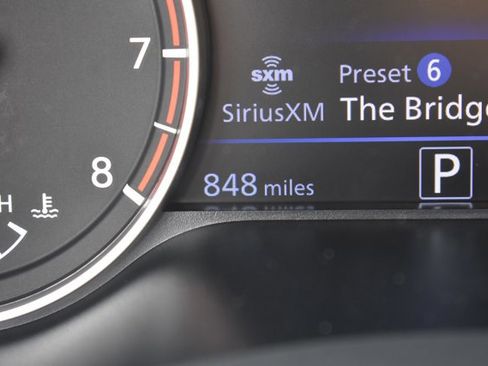 7
8
H
sxm
SiriusXM
Preset 6
The Bridge
848 miles
P